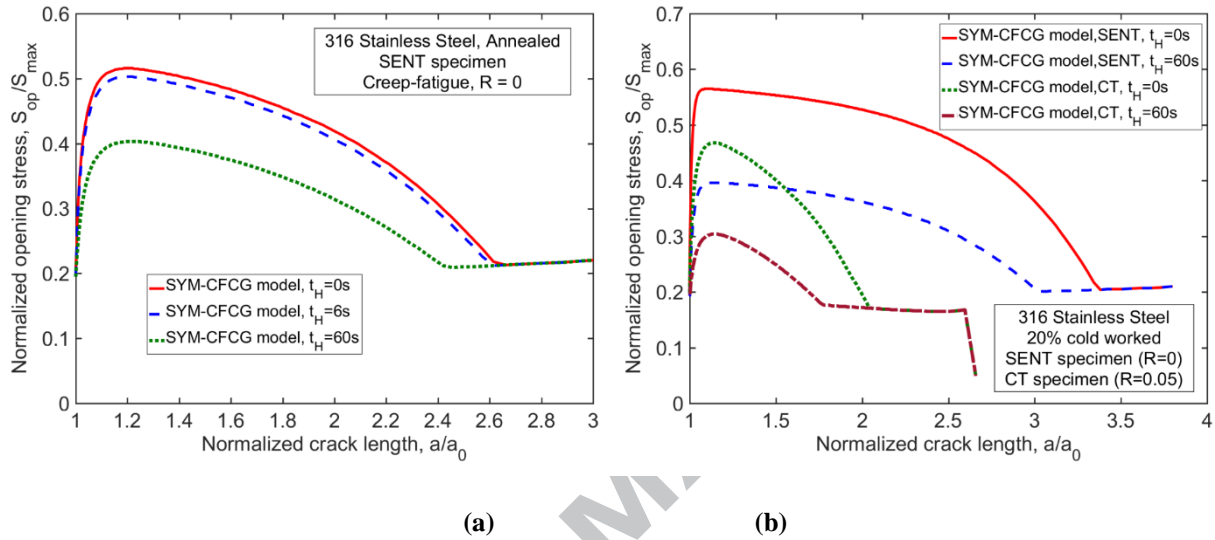 0.6
0.5
0.4
0.3
0.2
0.1
0
Normalized opening stress, S_op/S_max
316 Stainless Steel, Annealed
SENT specimen
Creep-fatigue, R = 0
SYM-CFCG model, t_H=0s
SYM-CFCG model, t_H=6s
SYM-CFCG model, t_H=60s
1 1.2 1.4 1.6 1.8 2 2.2 2.4 2.6 2.8 3
Normalized crack length, a/a_0
(a)
0.7
0.6
0.5
0.4
0.3
0.2
0.1
0
Normalized opening stress, S_op/S_max
SYM-CFCG model,SENT, t_H=0s
SYM-CFCG model,SENT, t_H=60s
SYM-CFCG model,CT, t_H=0s
SYM-CFCG model,CT, t_H=60s
316 Stainless Steel
20% cold worked
SENT specimen (R=0)
CT specimen (R=0.05)
1 1.5 2 2.5 3 3.5 4
Normalized crack length, a/a_0
(b)